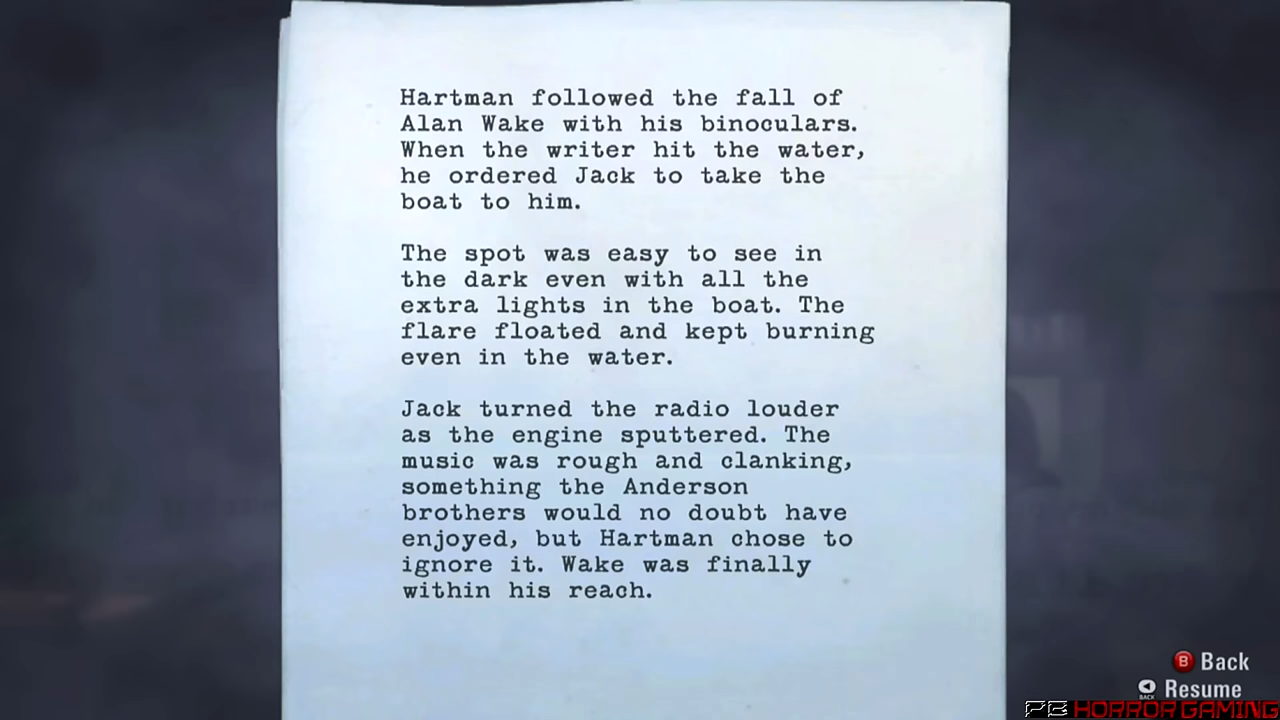 Hartman followed the fall of
Alan Wake with his binoculars.
When the writer hit the water,
he ordered Jack to take the
boat to him.
The spot was easy to see in
the dark even with all the
extra lights in the boat. The
flare floated and kept burning
even in the water.
Jack turned the radio louder
as the engine sputtered. The
music was rough and clanking,
something the Anderson
brothers would no doubt have
enjoyed, but Hartman chose to
ignore it. Wake was finally
within his reach.
B Back
BACK Resume
HORROR GAMING